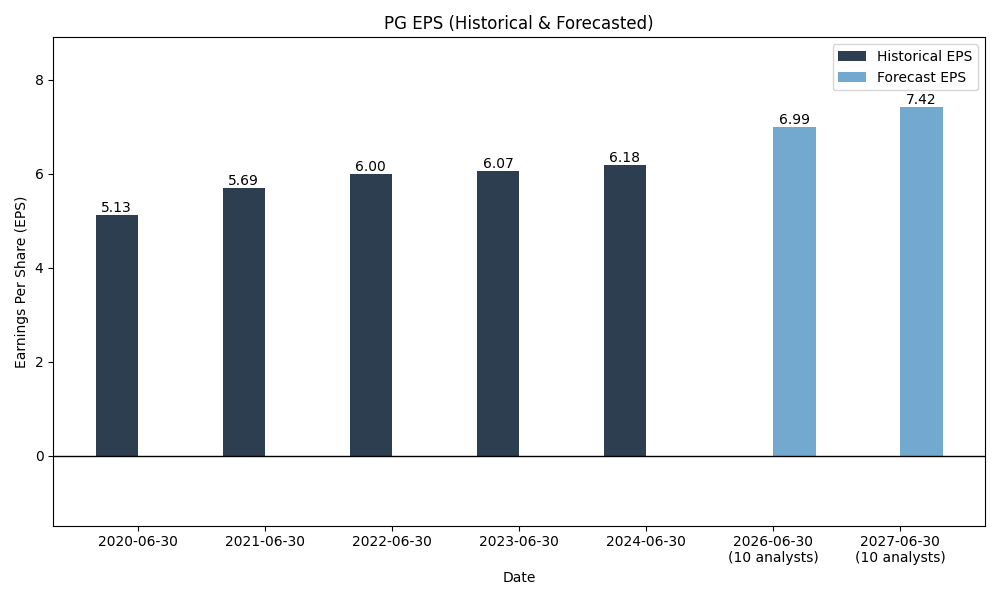 PG EPS (Historical & Forecasted)
Historical EPS
Forecast EPS
Earnings Per Share (EPS)
8
6
4
2
0
5.13
5.69
6.00
6.07
6.18
6.99
7.42
2020-06-30
2021-06-30
2022-06-30
2023-06-30
2024-06-30
2026-06-30
(10 analysts)
2027-06-30
(10 analysts)
Date